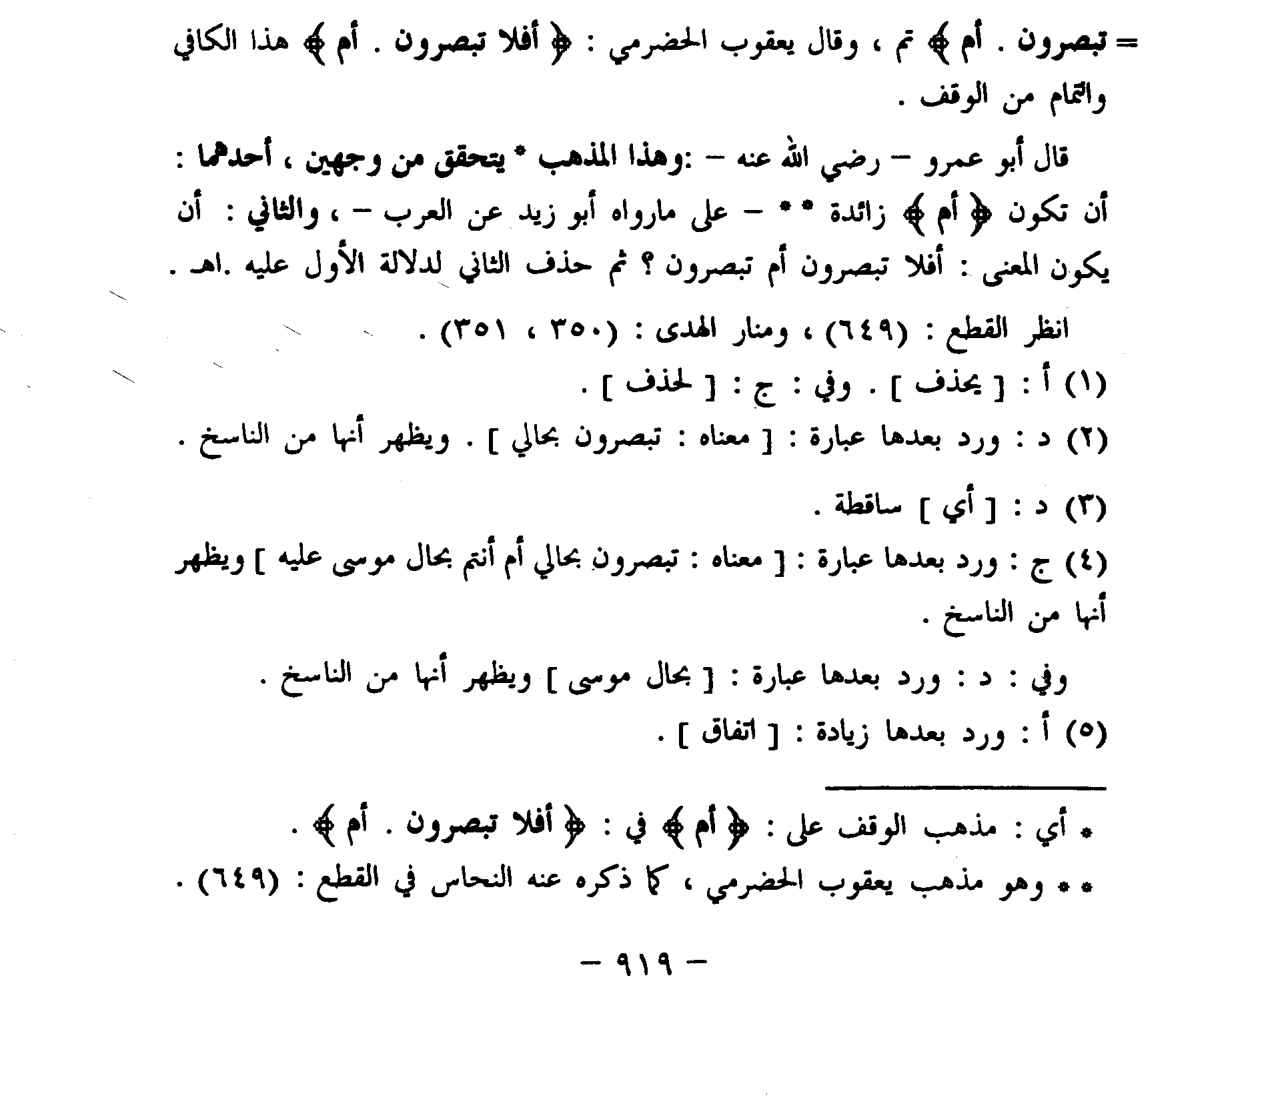 = تبصرون . أم ﴾ تم ، وقال يعقوب الحضرمي : ﴿ أفلا تبصرون . أم ﴾ هذا الكافي
والتمام من الوقف .
قال أبو عمرو – رضي الله عنه – :وهذا المذهب * يتحقق من وجهين ، أحدهما :
أن تكون ﴿ أم ﴾ زائدة * * – على مارواه أبو زيد عن العرب – ، والثاني : أن
يكون المعنى : أفلا تبصرون أم تبصرون ؟ ثم حذف الثاني لدلالة الأول عليه .اهـ .
انظر القطع : (٦٤٩) ، ومنار الهدى : (٣٥٠ ، ٣٥١) .
(١) أ : [ يحذف ] . وفي : ج : [ لحذف ] .
(٢) د : ورد بعدها عبارة : [ معناه : تبصرون بحالي ] . ويظهر أنها من الناسخ .
(٣) د : [ أي ] ساقطة .
(٤) ج : ورد بعدها عبارة : [ معناه : تبصرون بحالي أم أنتم بحال موسى عليه ] ويظهر
أنها من الناسخ .
وفي : د : ورد بعدها عبارة : [ بحال موسى ] ويظهر أنها من الناسخ .
(٥) أ : ورد بعدها زيادة : [ اتفاق ] .
* أي : مذهب الوقف على : ﴿ أم ﴾ في : ﴿ أفلا تبصرون . أم ﴾ .
* * وهو مذهب يعقوب الحضرمي ، كما ذكره عنه النحاس في القطع : (٦٤٩) .
– ٩١٩ –